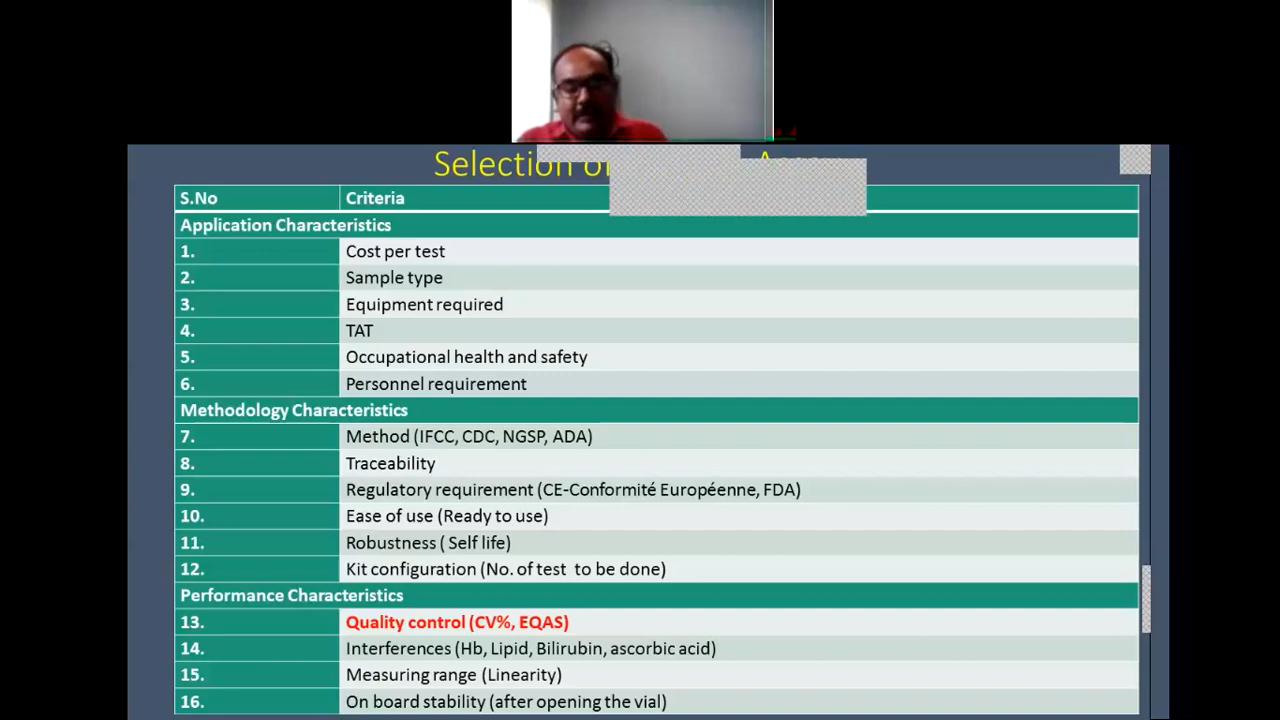 Selection of
S.No Criteria
Application Characteristics
1. Cost per test
2. Sample type
3. Equipment required
4. TAT
5. Occupational health and safety
6. Personnel requirement
Methodology Characteristics
7. Method (IFCC, CDC, NGSP, ADA)
8. Traceability
9. Regulatory requirement (CE-Conformité Européenne, FDA)
10. Ease of use (Ready to use)
11. Robustness ( Self life)
12. Kit configuration (No. of test to be done)
Performance Characteristics
13. Quality control (CV%, EQAS)
14. Interferences (Hb, Lipid, Bilirubin, ascorbic acid)
15. Measuring range (Linearity)
16. On board stability (after opening the vial)